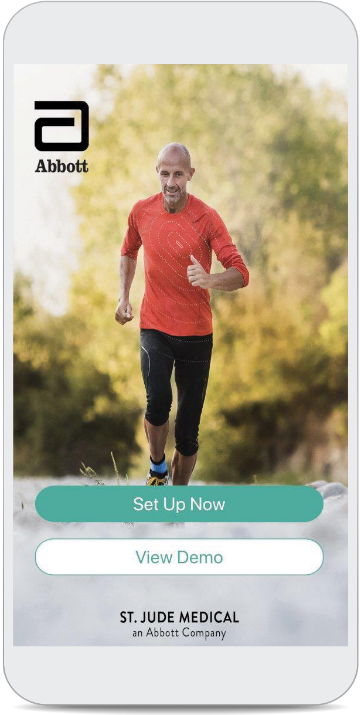 Abbott
Set Up Now
View Demo
ST. JUDE MEDICAL
an Abbott Company